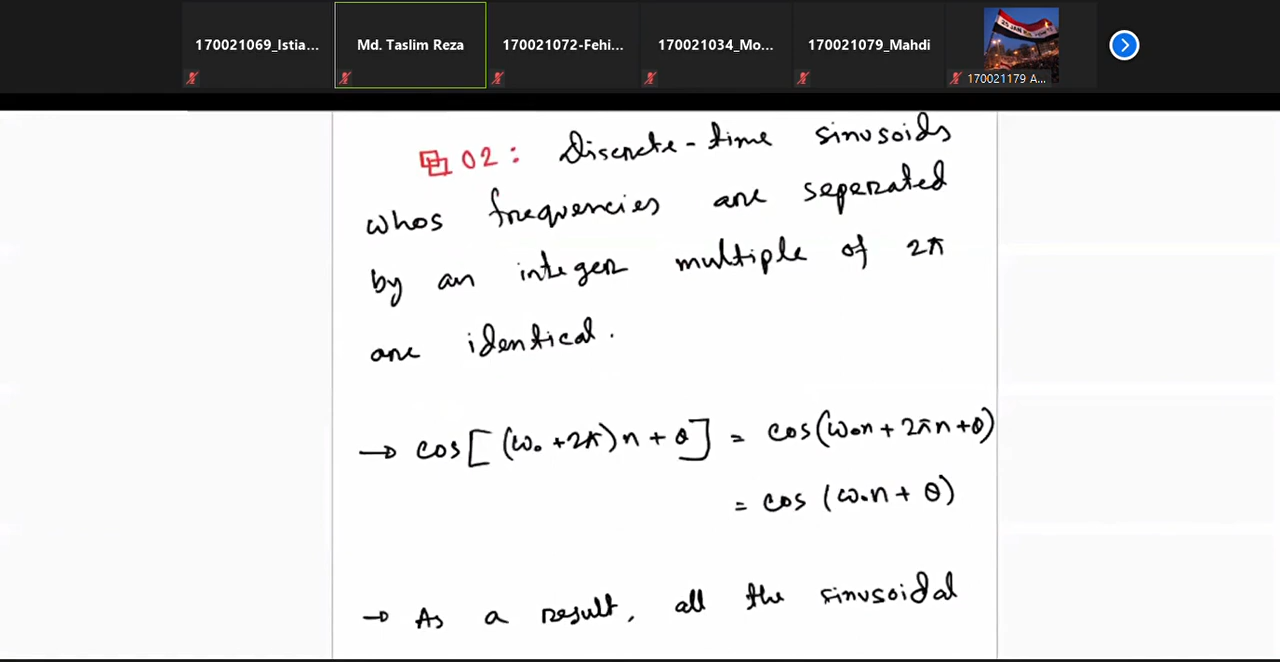 170021069_Istia...
Md. Taslim Reza
170021072-Fehi...
170021034_Mo...
170021079_Mahdi
170021179 A...
02: Discrete-time sinusoids
whos frequencies are seperated
by an integer multiple of 2π
are identical.
→ cos[(ω₀ +2π)n + θ] = cos(ω₀n + 2πn+θ)
= cos (ω₀n + θ)
→ As a result, all the sinusoidal